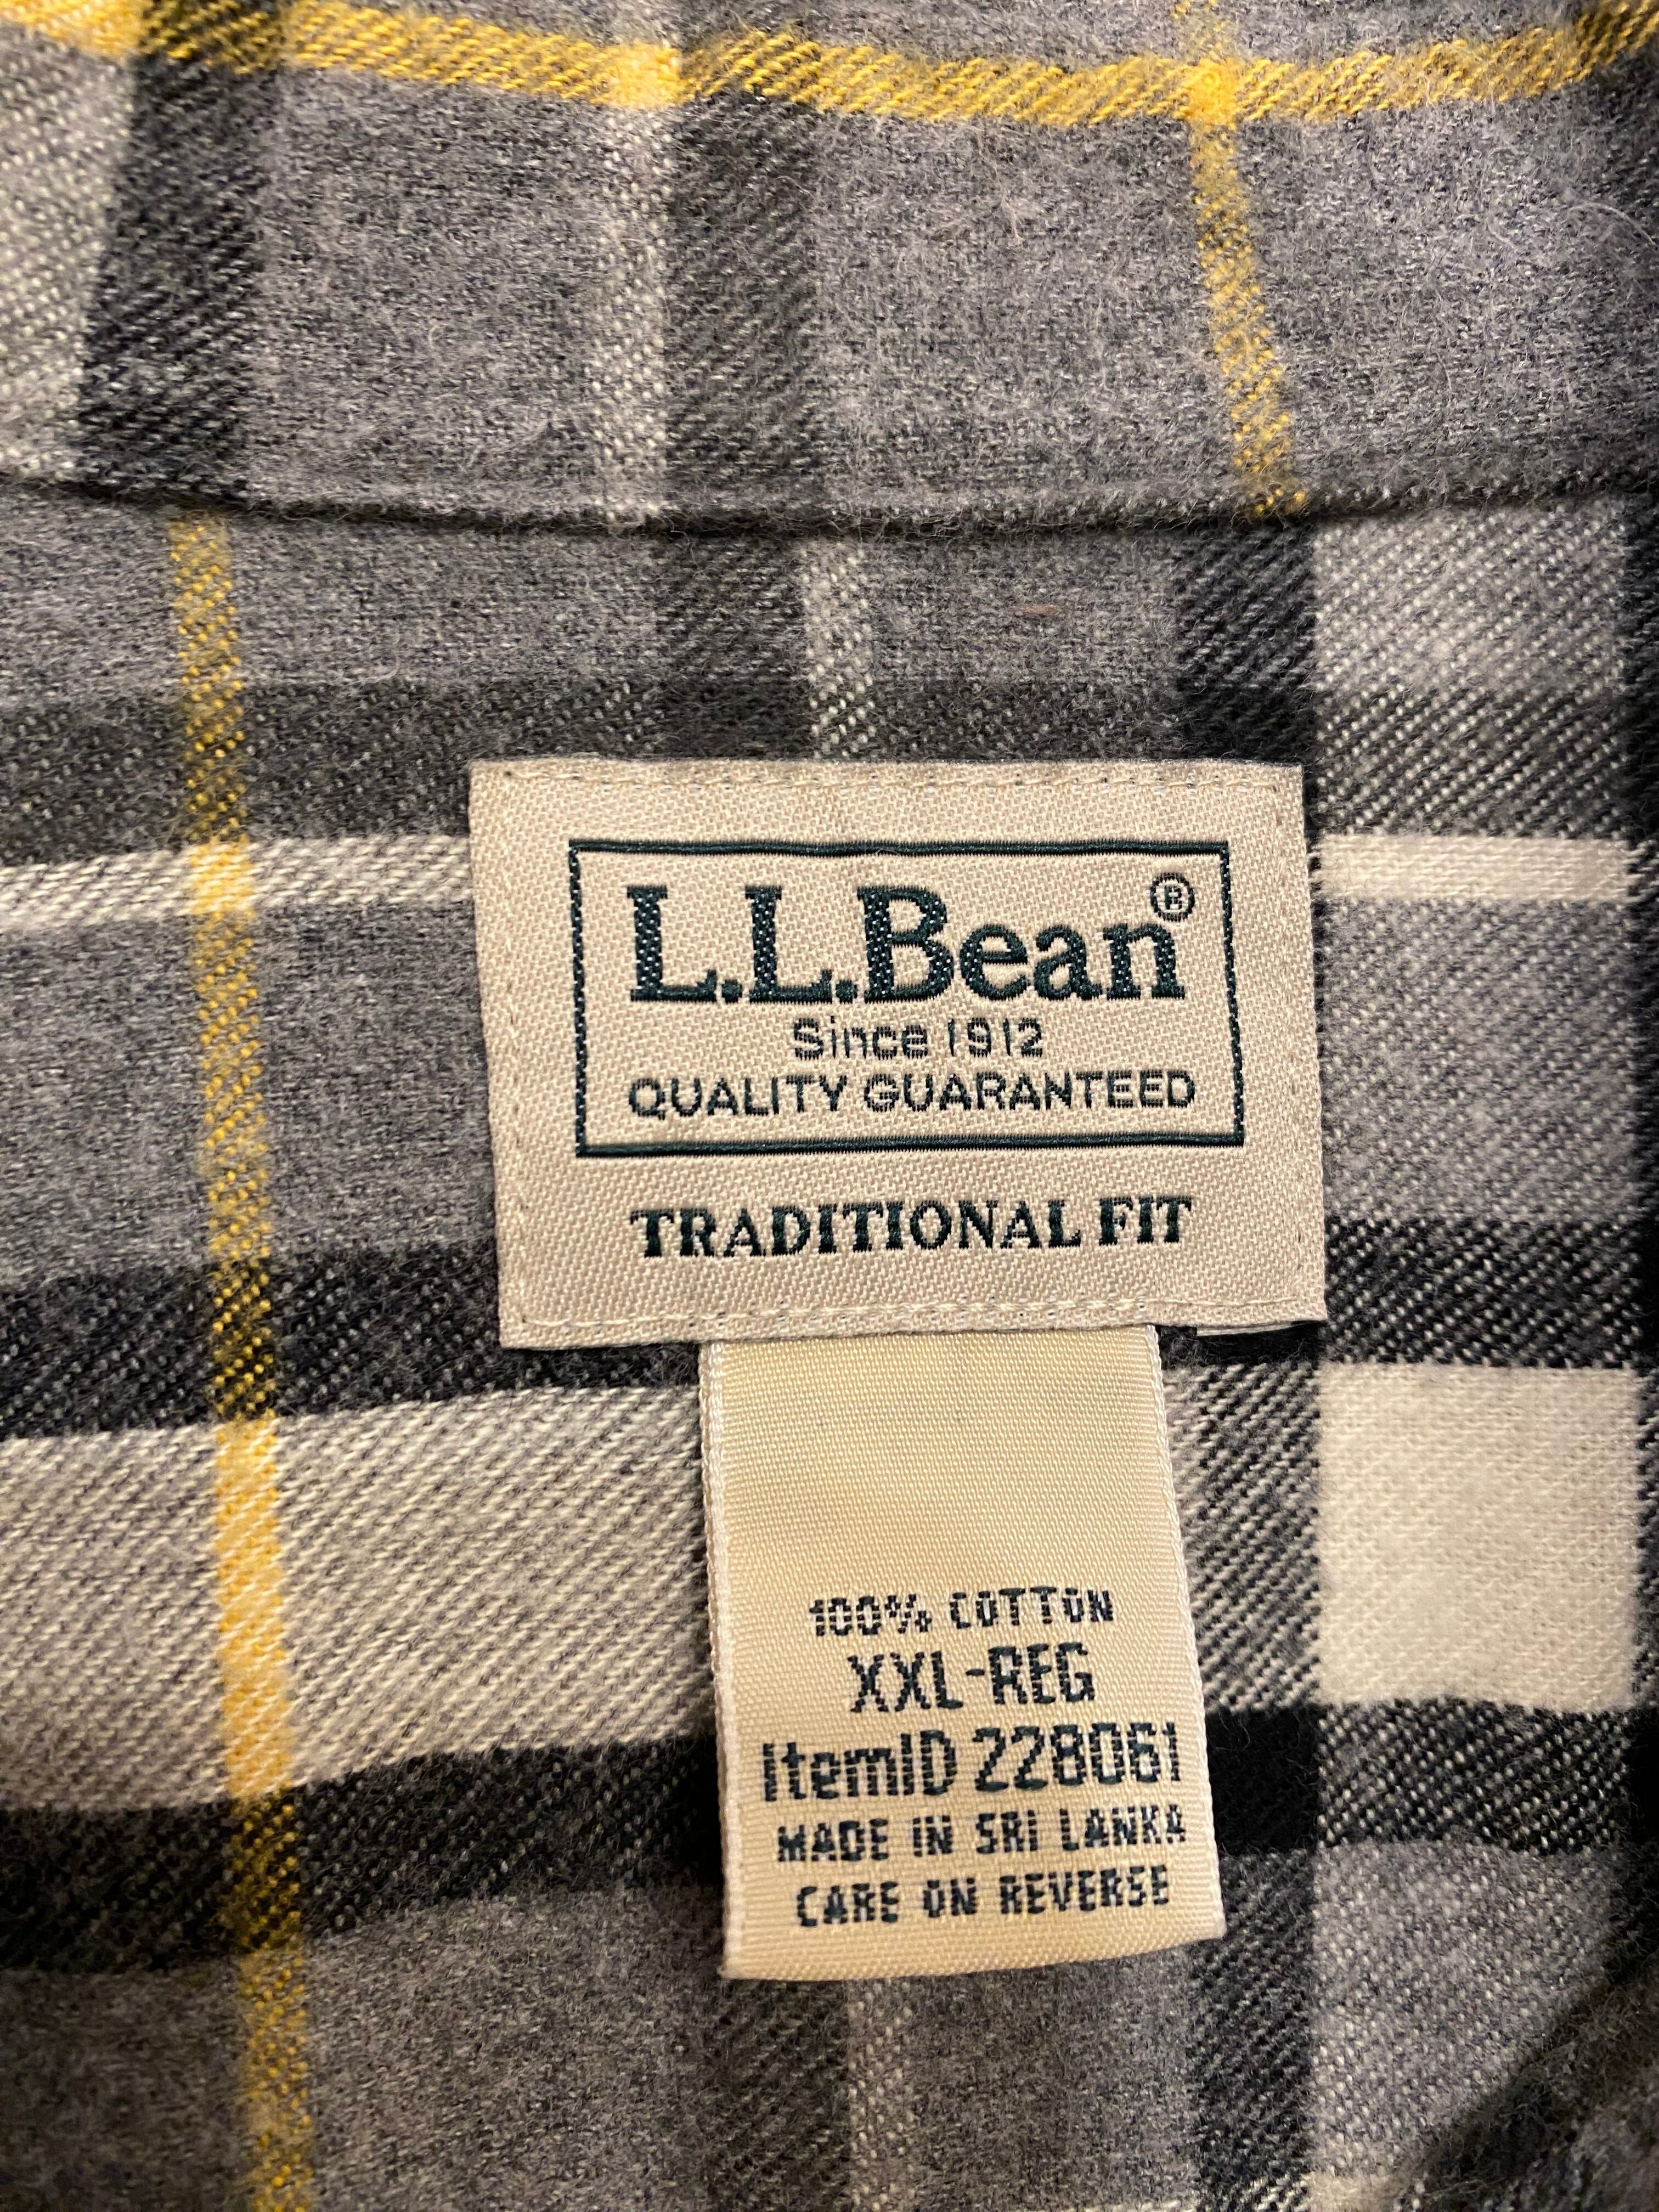 L.L.Bean®
Since 1912
QUALITY GUARANTEED
TRADITIONAL FIT
100% COTTON
XXL-REG
ItemID 228061
MADE IN SRI LANKA
CARE ON REVERSE